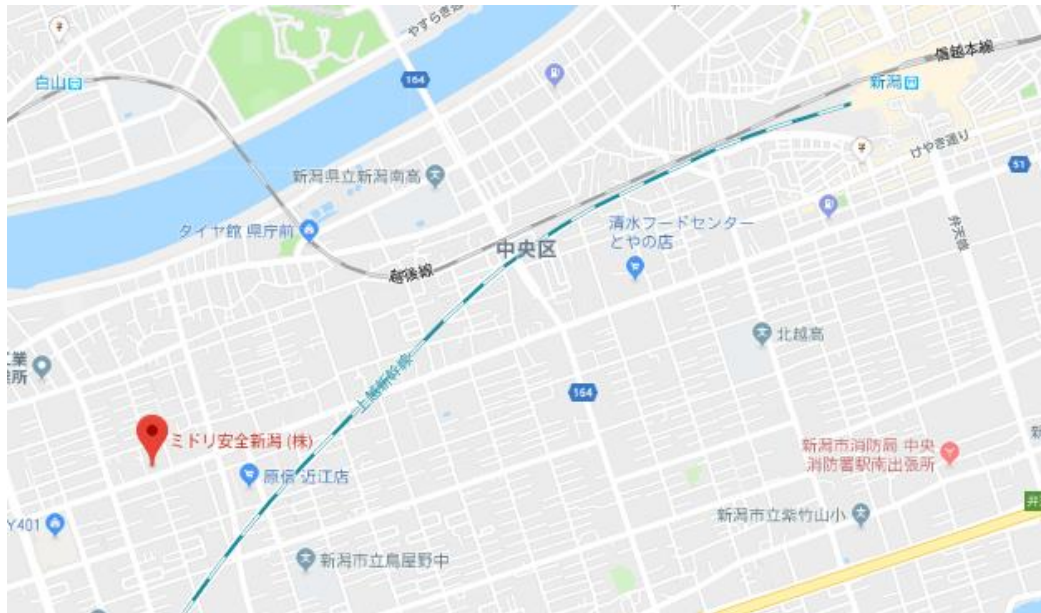 やすらぎ通
信越本線
白山
164
新潟
けやき通り
51
新潟県立新潟南高
タイヤ館 県庁前
清水フードセンター
とやの店
弁天線
中央区
越後線
北越高
業
所
上越新幹線
164
ミドリ安全新潟 (株)
新潟市消防局 中央
消防署駅南出張所
原信 近江店
新潟市立紫竹山小
Y401
新潟市立鳥屋野中